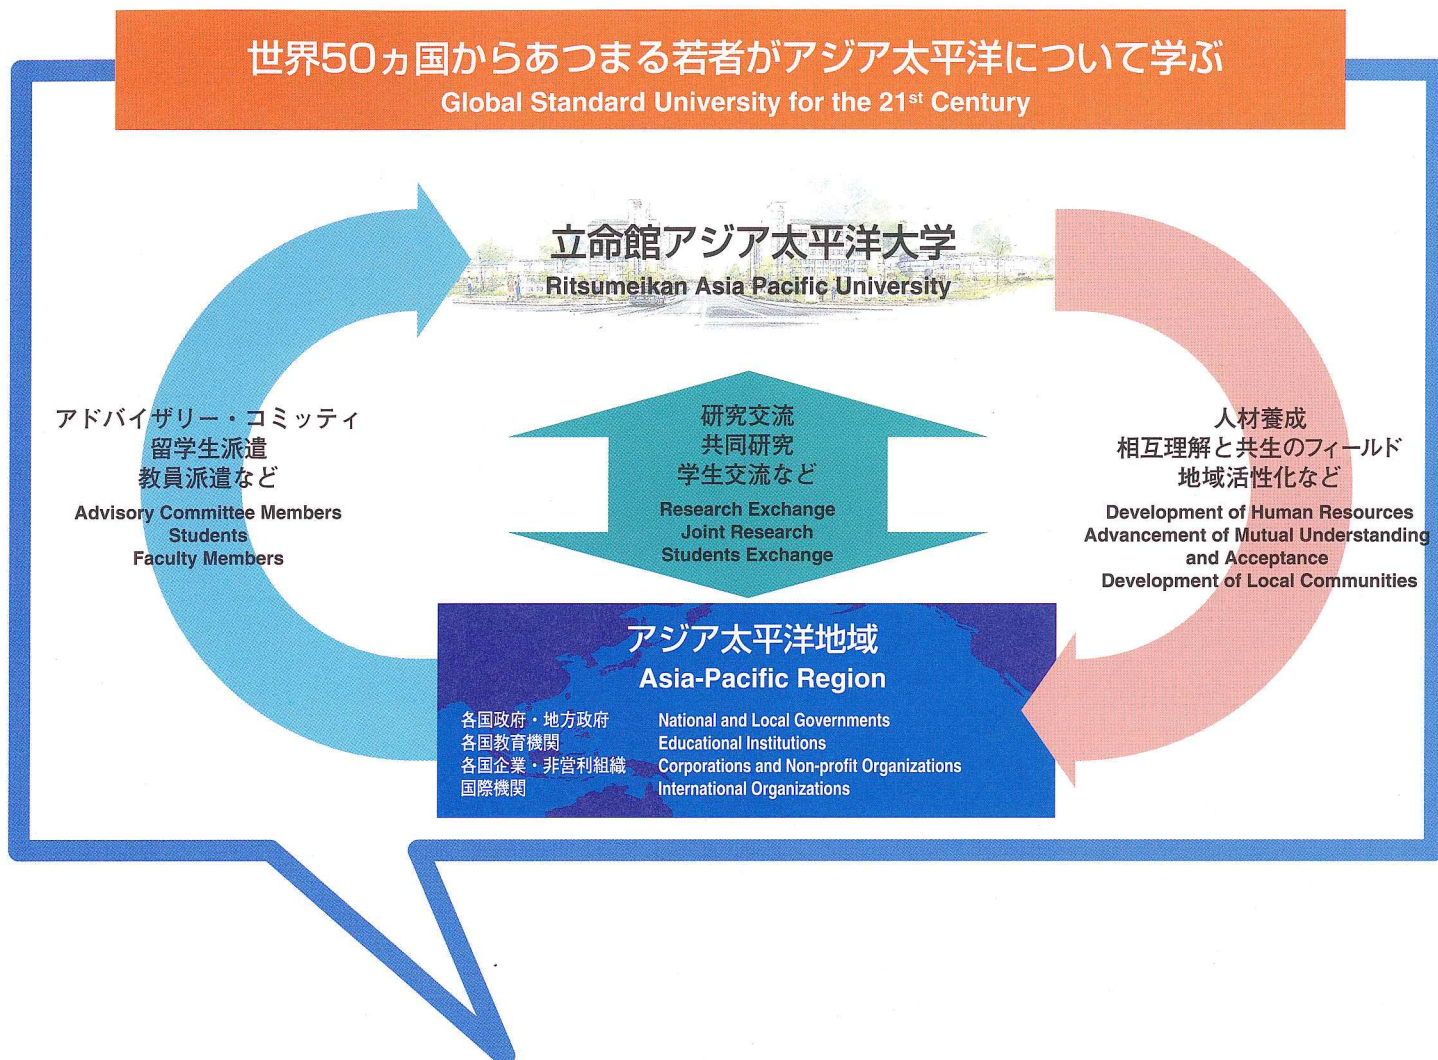 世界50ヵ国からあつまる若者がアジア太平洋について学ぶ
Global Standard University for the 21st Century
立命館アジア太平洋大学
Ritsumeikan Asia Pacific University
アドバイザリー・コミッティ
留学生派遣
教員派遣など
Advisory Committee Members
Students
Faculty Members
研究交流
共同研究
学生交流など
Research Exchange
Joint Research
Students Exchange
人材養成
相互理解と共生のフィールド
地域活性化など
Development of Human Resources
Advancement of Mutual Understanding
and Acceptance
Development of Local Communities
アジア太平洋地域
Asia-Pacific Region
各国政府・地方政府 National and Local Governments
各国教育機関 Educational Institutions
各国企業・非営利組織 Corporations and Non-profit Organizations
国際機関 International Organizations